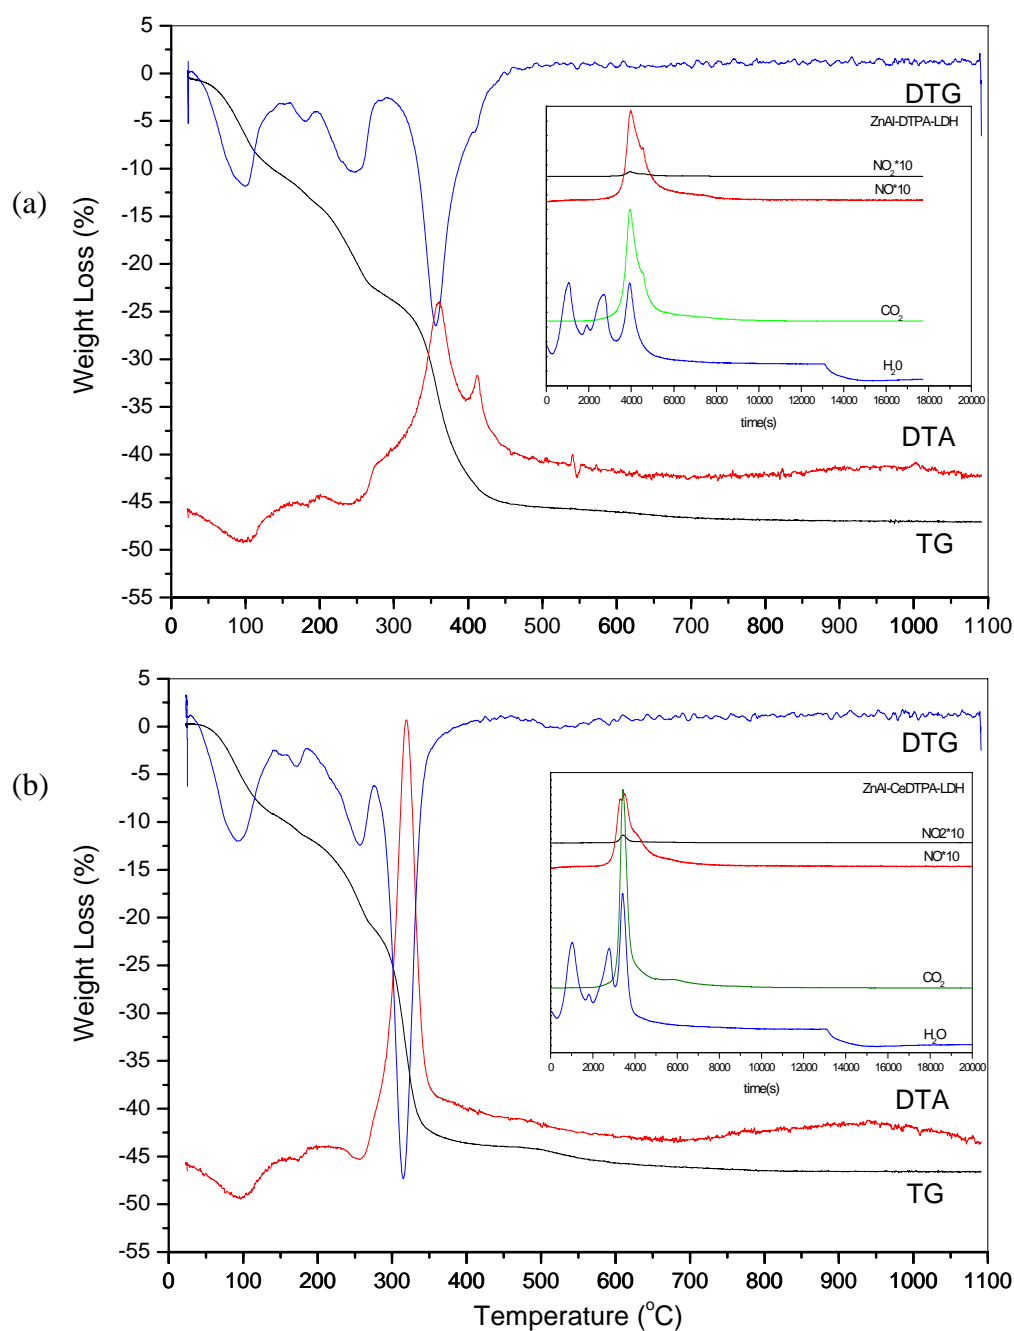 (a)
Weight Loss (%)
5
0
-5
-10
-15
-20
-25
-30
-35
-40
-45
-50
-55
DTG
DTA
TG
ZnAl-DTPA-LDH
NO2*10
NO*10
CO2
H20
0 2000 4000 6000 8000 10000 12000 14000 16000 18000 20000
time(s)
0 100 200 300 400 500 600 700 800 900 1000 1100
(b)
Weight Loss (%)
5
0
-5
-10
-15
-20
-25
-30
-35
-40
-45
-50
-55
DTG
DTA
TG
ZnAl-CeDTPA-LDH
NO2*10
NO*10
CO2
H2O
0 2000 4000 6000 8000 10000 12000 14000 16000 18000 20000
time(s)
0 100 200 300 400 500 600 700 800 900 1000 1100
Temperature (°C)